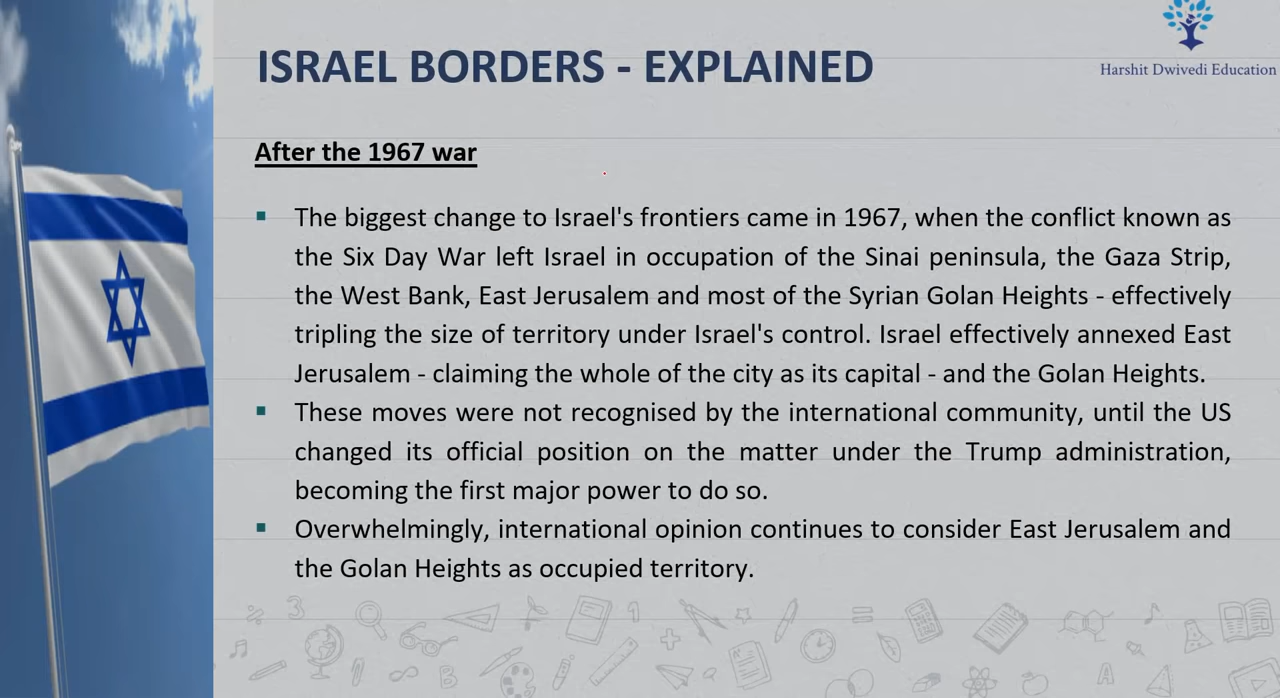 Harshit Dwivedi Education
ISRAEL BORDERS - EXPLAINED
After the 1967 war
▪ The biggest change to Israel's frontiers came in 1967, when the conflict known as
the Six Day War left Israel in occupation of the Sinai peninsula, the Gaza Strip,
the West Bank, East Jerusalem and most of the Syrian Golan Heights - effectively
tripling the size of territory under Israel's control. Israel effectively annexed East
Jerusalem - claiming the whole of the city as its capital - and the Golan Heights.
▪ These moves were not recognised by the international community, until the US
changed its official position on the matter under the Trump administration,
becoming the first major power to do so.
▪ Overwhelmingly, international opinion continues to consider East Jerusalem and
the Golan Heights as occupied territory.